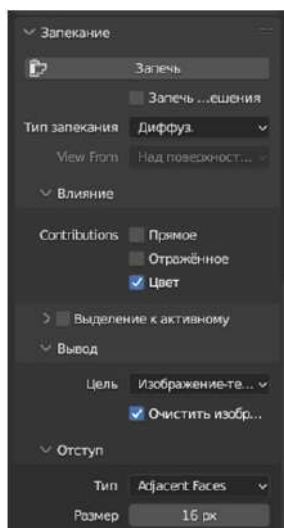 Запекание
Запечь
Запечь ...ешения
Тип запекания Диффуз.
View From Над поверхност...
Влияние
Contributions Прямое
Отражённое
Цвет
Выделение к активному
Вывод
Цель Изображение-те...
Очистить изобр...
Отступ
Тип Adjacent Faces
Размер 16 px